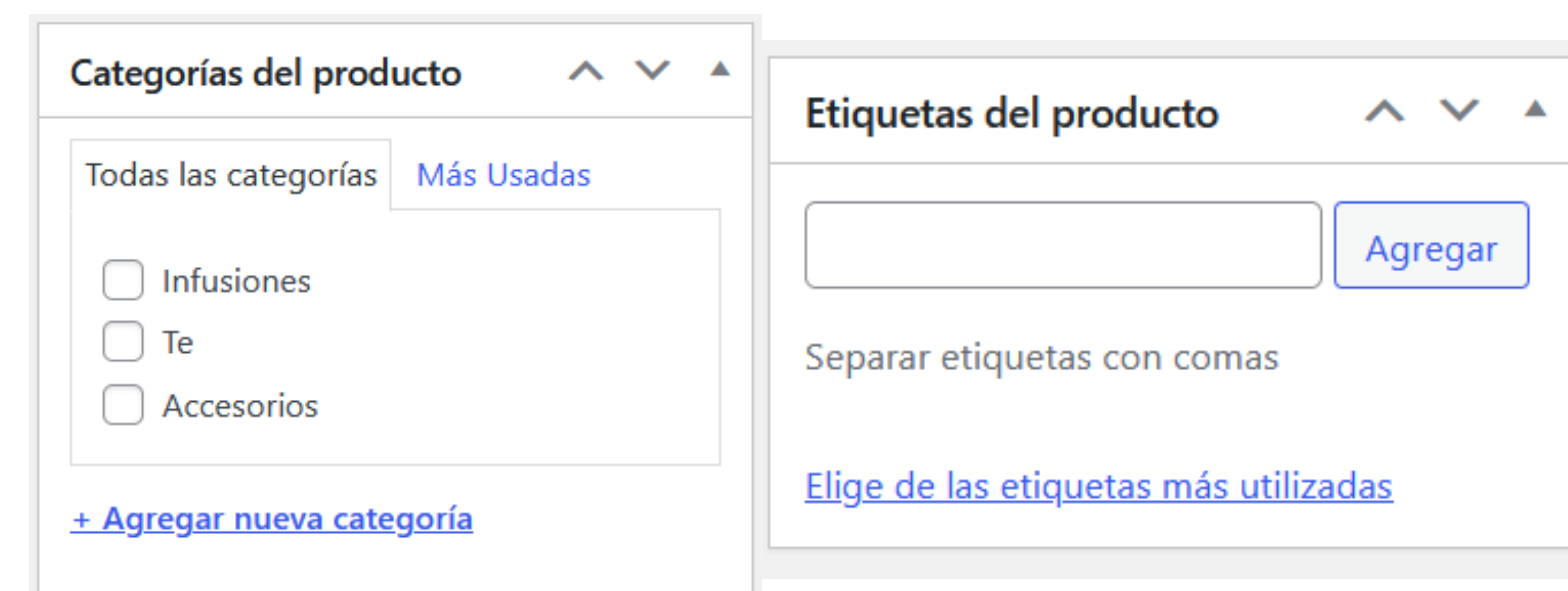 Categorías del producto
Todas las categorías
Más Usadas
Infusiones
Te
Accesorios
+ Agregar nueva categoría
Etiquetas del producto
Agregar
Separar etiquetas con comas
Elige de las etiquetas más utilizadas